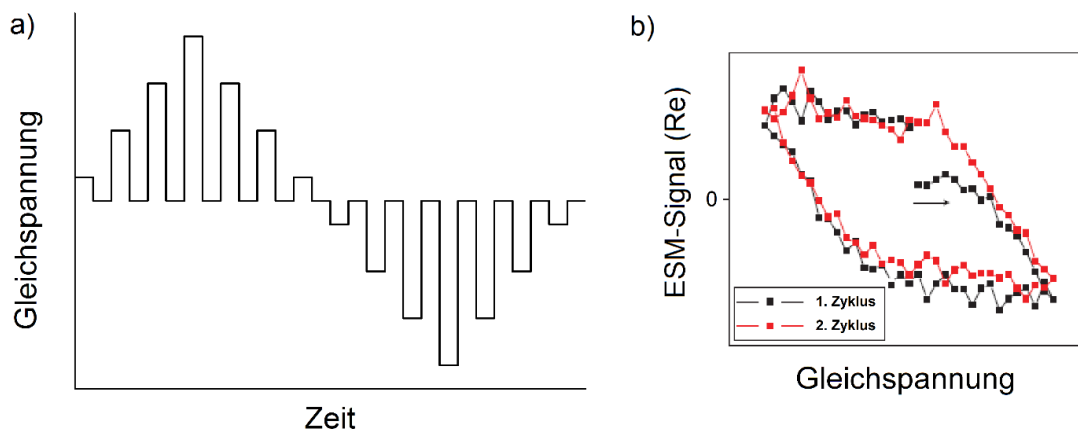 a)
Gleichspannung
Zeit
b)
ESM-Signal (Re)
0
1. Zyklus
2. Zyklus
Gleichspannung